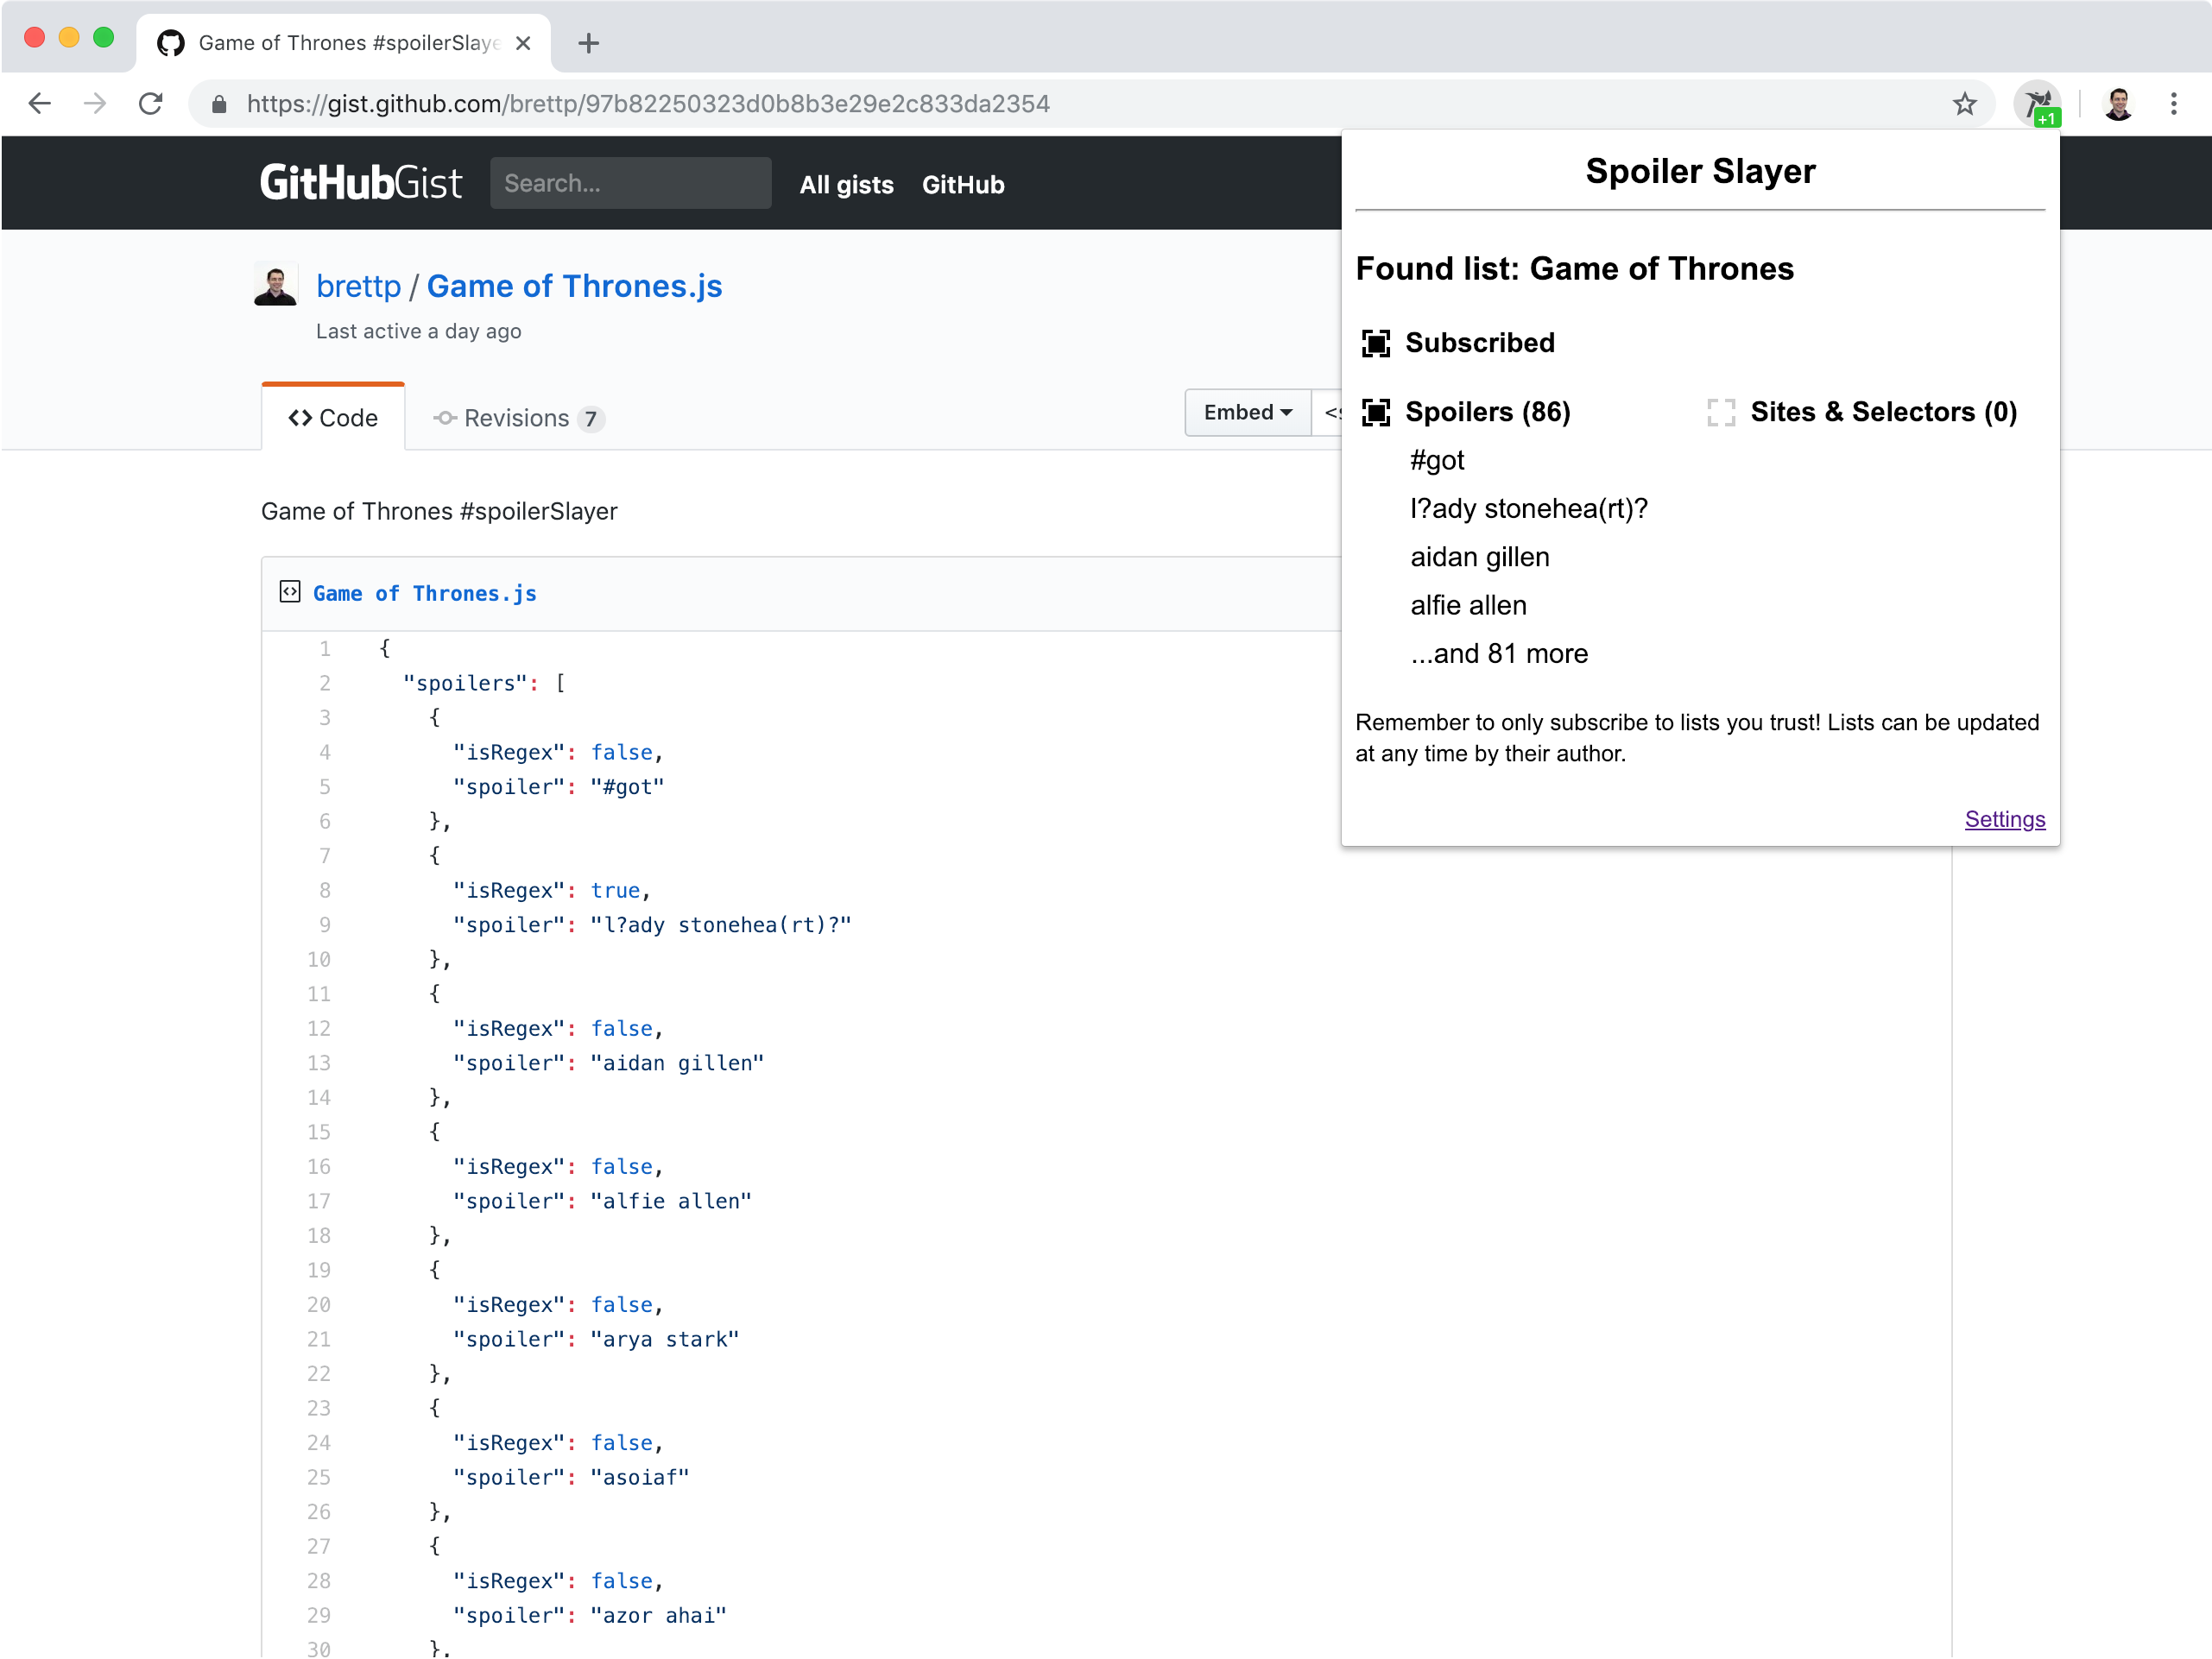 Game of Thrones #spoilerSlaye
https://gist.github.com/brettp/97b82250323d0b8b3e29e2c833da2354
+1
GitHubGist Search... All gists GitHub
brettp / Game of Thrones.js
Last active a day ago
Code Revisions 7 Embed
Game of Thrones #spoilerSlayer
Game of Thrones.js
1 {
2 "spoilers": [
3 {
4 "isRegex": false,
5 "spoiler": "#got"
6 },
7 {
8 "isRegex": true,
9 "spoiler": "l?ady stonehea(rt)?"
10 },
11 {
12 "isRegex": false,
13 "spoiler": "aidan gillen"
14 },
15 {
16 "isRegex": false,
17 "spoiler": "alfie allen"
18 },
19 {
20 "isRegex": false,
21 "spoiler": "arya stark"
22 },
23 {
24 "isRegex": false,
25 "spoiler": "asoiaf"
26 },
27 {
28 "isRegex": false,
29 "spoiler": "azor ahai"
30 },
Spoiler Slayer
Found list: Game of Thrones
Subscribed
Spoilers (86) Sites & Selectors (0)
#got
l?ady stonehea(rt)?
aidan gillen
alfie allen
...and 81 more
Remember to only subscribe to lists you trust! Lists can be updated
at any time by their author.
Settings